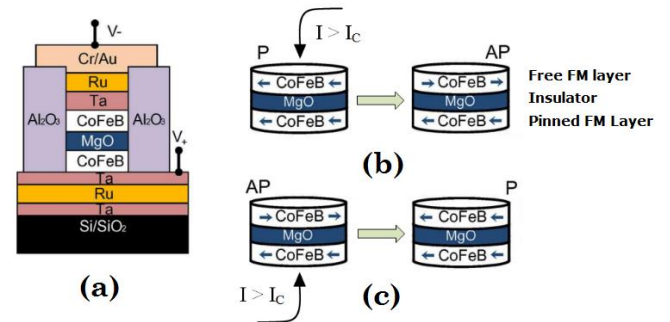 V-
Cr/Au
Ru
Ta
CoFeB
MgO
CoFeB
Al₂O₃
Al₂O₃
V₊
Ta
Ru
Ta
Si/SiO₂
(a)
I > I_C
P
CoFeB
MgO
CoFeB
AP
CoFeB
MgO
CoFeB
Free FM layer
Insulator
Pinned FM Layer
(b)
AP
CoFeB
MgO
CoFeB
P
CoFeB
MgO
CoFeB
I > I_C
(c)